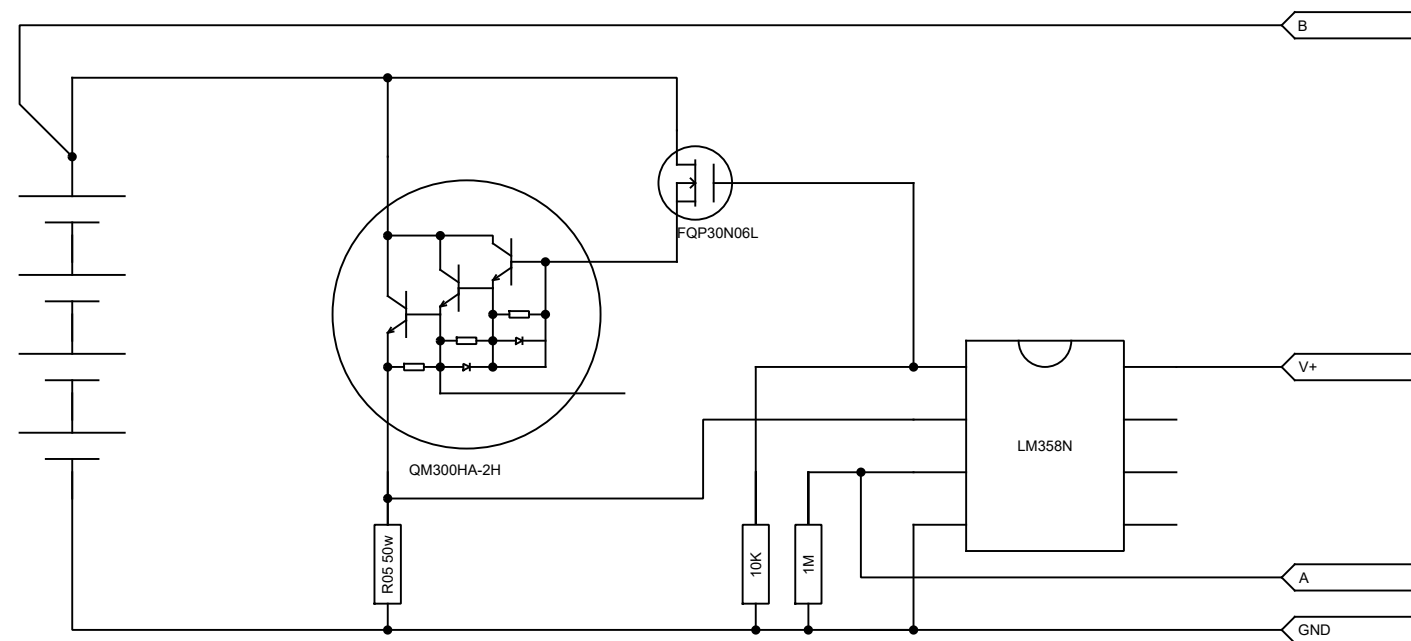 B
FQP30N06L
V+
LM358N
QM300HA-2H
R05 50w
10K
1M
A
GND